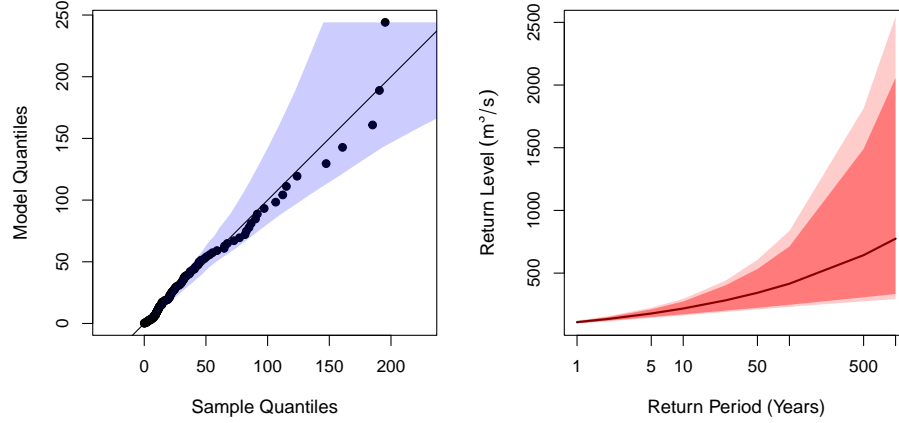 250
200
150
100
50
0
Model Quantiles
0 50 100 150 200
Sample Quantiles
2500
2000
1500
1000
500
Return Level (m³/s)
1 5 10 50 500
Return Period (Years)